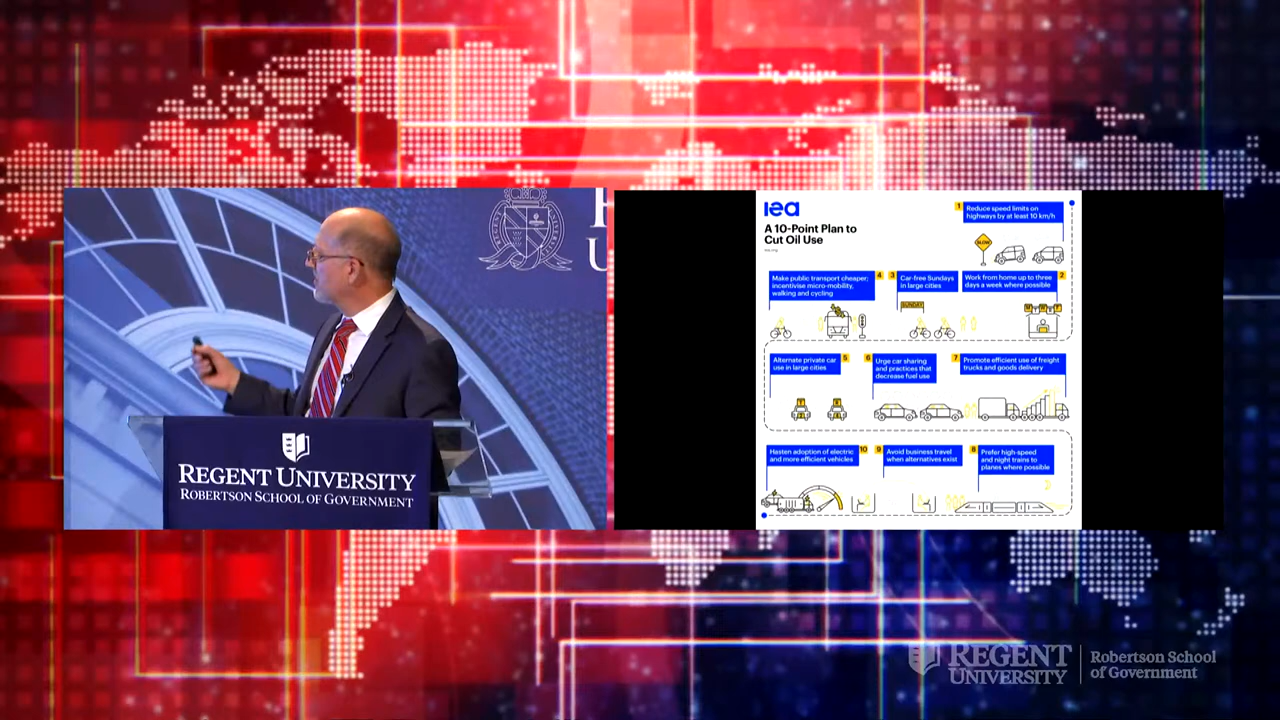 REGENT UNIVERSITY
ROBERTSON SCHOOL OF GOVERNMENT
iea
A 10-Point Plan to
Cut Oil Use
1 Reduce speed limits on
highways by at least 10 km/h
SLOW
Make public transport cheaper;
incentivise micro-mobility,
walking and cycling
4
3 Car-free Sundays
in large cities
SUNDAY
Work from home up to three
days a week where possible
2
M T W T F
Alternate private car
use in large cities
5
6 Urge car sharing
and practices that
decrease fuel use
7 Promote efficient use of freight
trucks and goods delivery
Hasten adoption of electric
and more efficient vehicles
10
9 Avoid business travel
when alternatives exist
8 Prefer high-speed
and night trains to
planes where possible
REGENT
UNIVERSITY
Robertson School
of Government